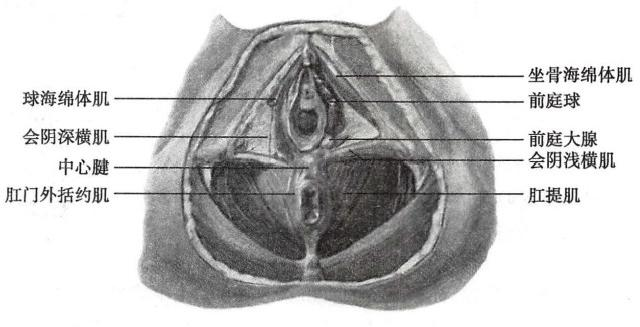 坐骨海绵体肌
球海绵体肌
前庭球
会阴深横肌
前庭大腺
中心腱
会阴浅横肌
肛门外括约肌
肛提肌